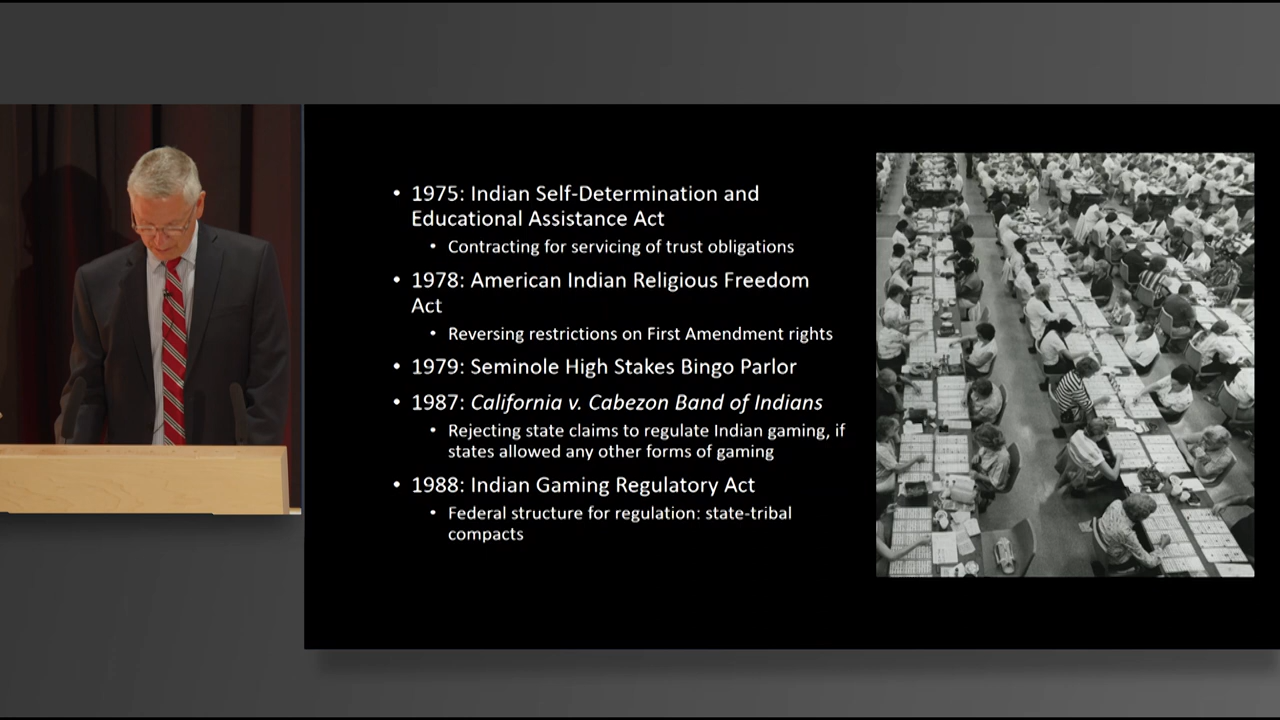 • 1975: Indian Self-Determination and
Educational Assistance Act
• Contracting for servicing of trust obligations
• 1978: American Indian Religious Freedom
Act
• Reversing restrictions on First Amendment rights
• 1979: Seminole High Stakes Bingo Parlor
• 1987: California v. Cabezon Band of Indians
• Rejecting state claims to regulate Indian gaming, if
states allowed any other forms of gaming
• 1988: Indian Gaming Regulatory Act
• Federal structure for regulation: state-tribal
compacts